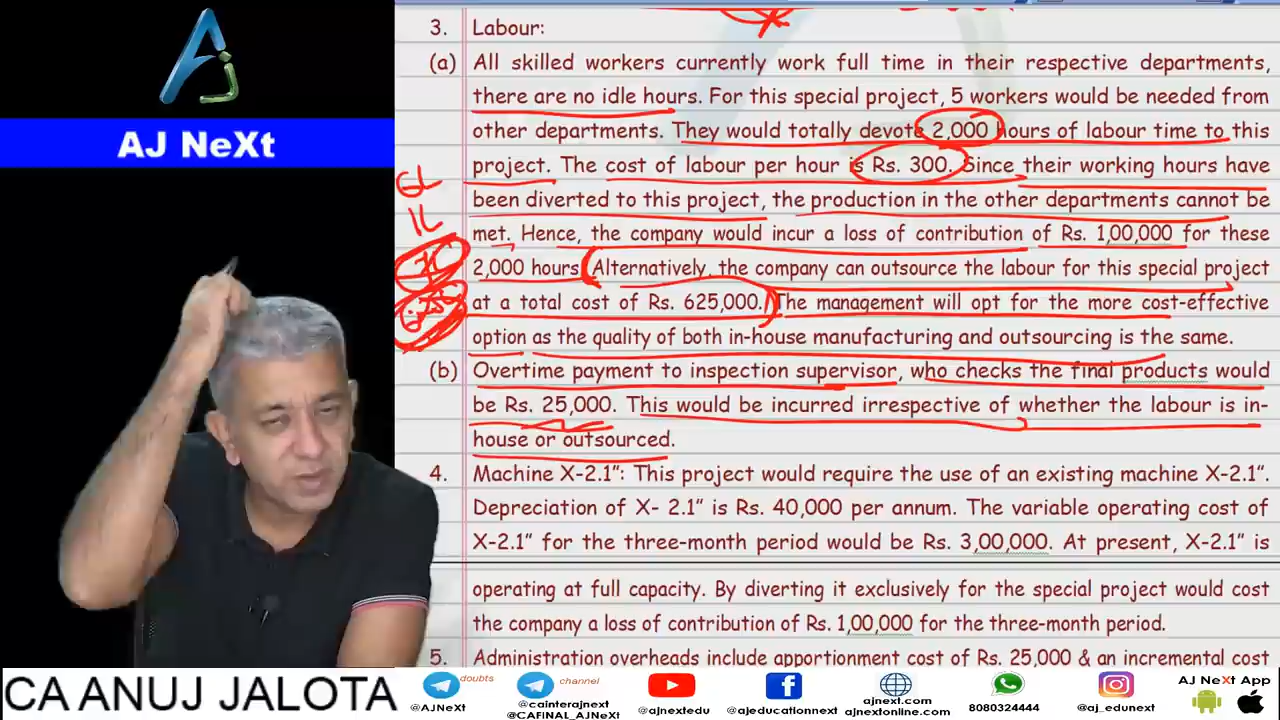 AJ
AJ NeXt
3. Labour:
(a) All skilled workers currently work full time in their respective departments,
there are no idle hours. For this special project, 5 workers would be needed from
other departments. They would totally devote 2,000 hours of labour time to this
project. The cost of labour per hour is Rs. 300. Since their working hours have
been diverted to this project, the production in the other departments cannot be
met. Hence, the company would incur a loss of contribution of Rs. 1,00,000 for these
2,000 hours. Alternatively, the company can outsource the labour for this special project
at a total cost of Rs. 625,000. The management will opt for the more cost-effective
option as the quality of both in-house manufacturing and outsourcing is the same.
(b) Overtime payment to inspection supervisor, who checks the final products would
be Rs. 25,000. This would be incurred irrespective of whether the labour is in-
house or outsourced.
4. Machine X-2.1”: This project would require the use of an existing machine X-2.1”.
Depreciation of X- 2.1” is Rs. 40,000 per annum. The variable operating cost of
X-2.1” for the three-month period would be Rs. 3,00,000. At present, X-2.1” is
operating at full capacity. By diverting it exclusively for the special project would cost
the company a loss of contribution of Rs. 1,00,000 for the three-month period.
5. Administration overheads include apportionment cost of Rs. 25,000 & an incremental cost
6L
1L
7L
CA ANUJ JALOTA
doubts
@AJNeXt
channel
@cainterajnext
@CAFINAL_AJNeXt
@ajnextedu
@ajeducationnext
ajnext.com
ajnextonline.com
8080324444
@aj_edunext
AJ NeXt App